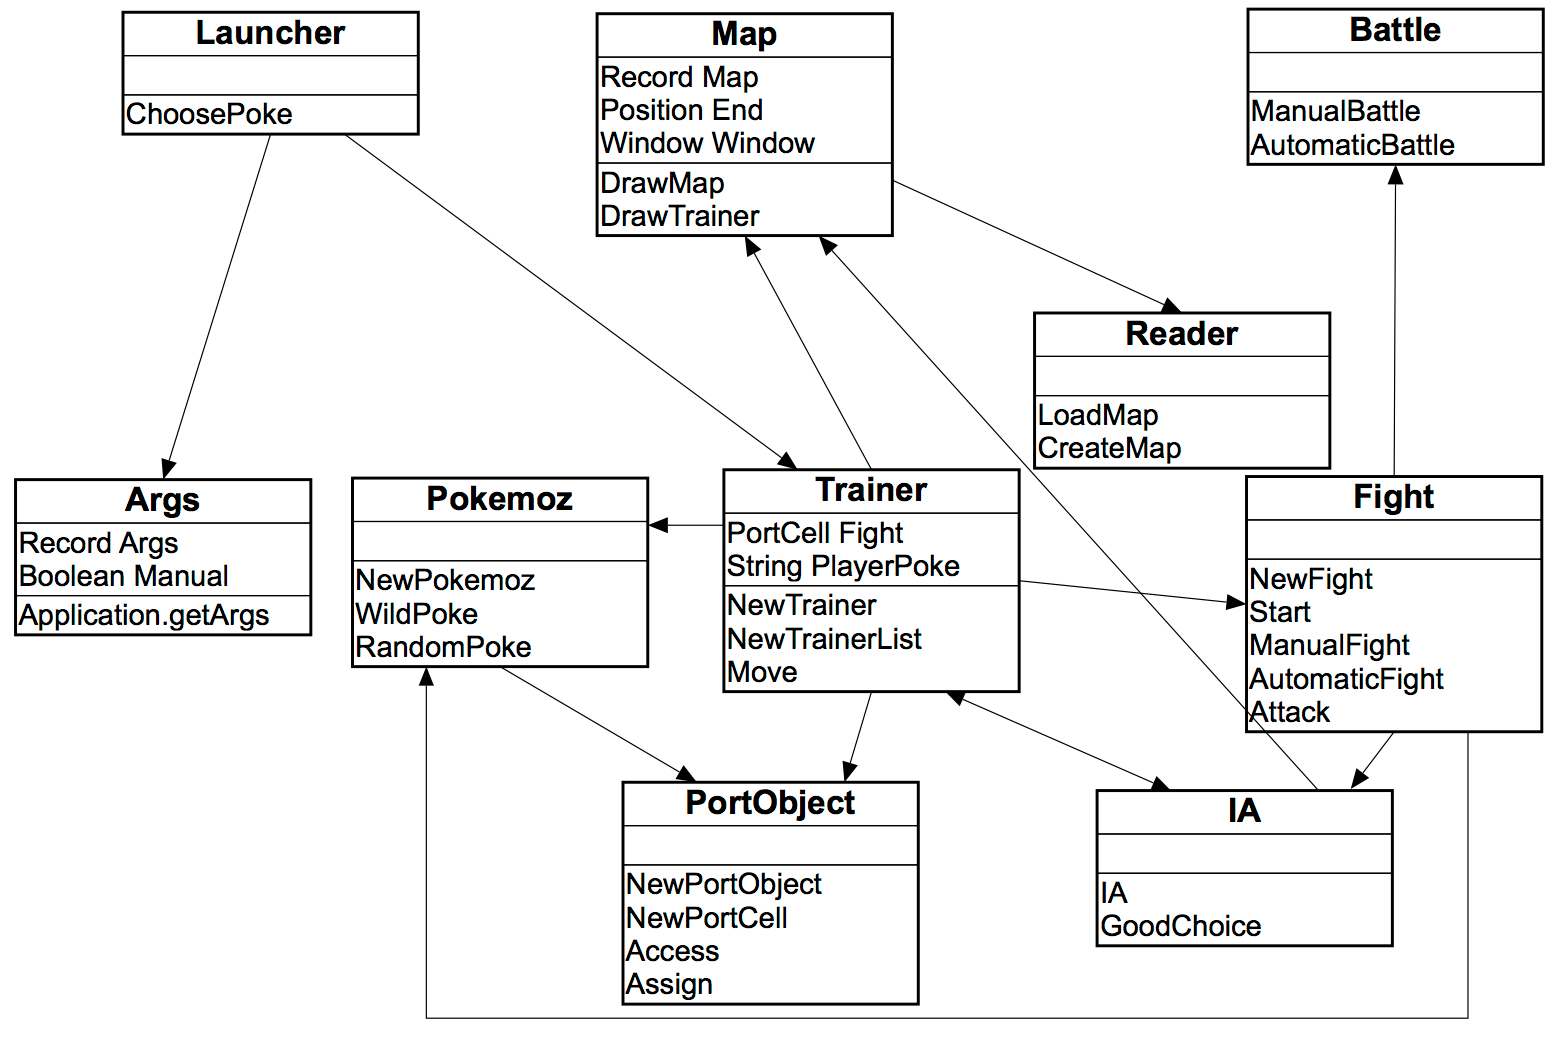 Launcher
ChoosePoke
Map
Record Map
Position End
Window Window
DrawMap
DrawTrainer
Battle
ManualBattle
AutomaticBattle
Reader
LoadMap
CreateMap
Args
Record Args
Boolean Manual
Application.getArgs
Pokemoz
NewPokemoz
WildPoke
RandomPoke
Trainer
PortCell Fight
String PlayerPoke
NewTrainer
NewTrainerList
Move
Fight
NewFight
Start
ManualFight
AutomaticFight
Attack
PortObject
NewPortObject
NewPortCell
Access
Assign
IA
IA
GoodChoice